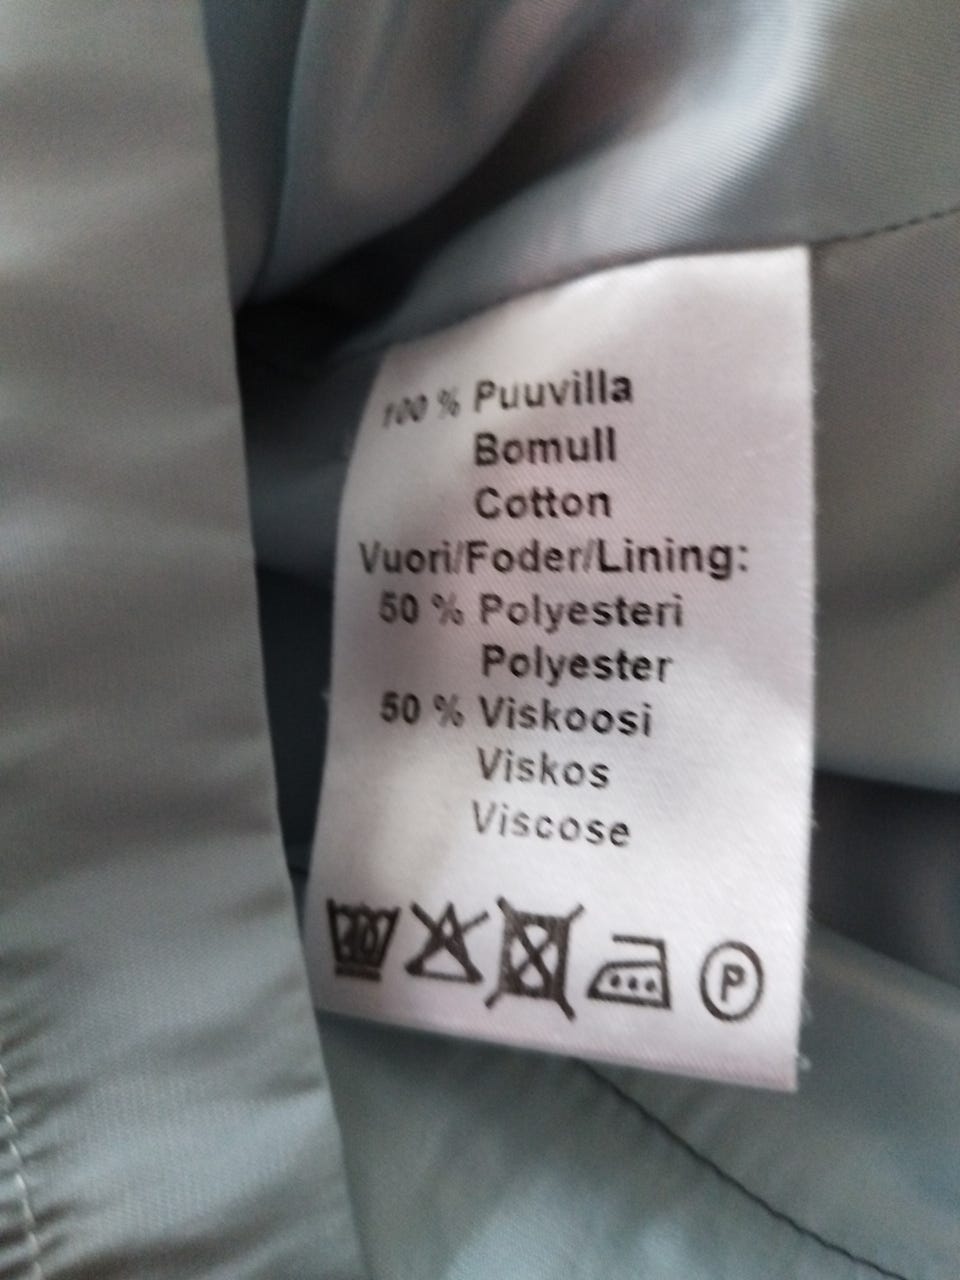 100 % Puuvilla
Bomull
Cotton
Vuori/Foder/Lining:
50 % Polyesteri
Polyester
50 % Viskoosi
Viskos
Viscose
P